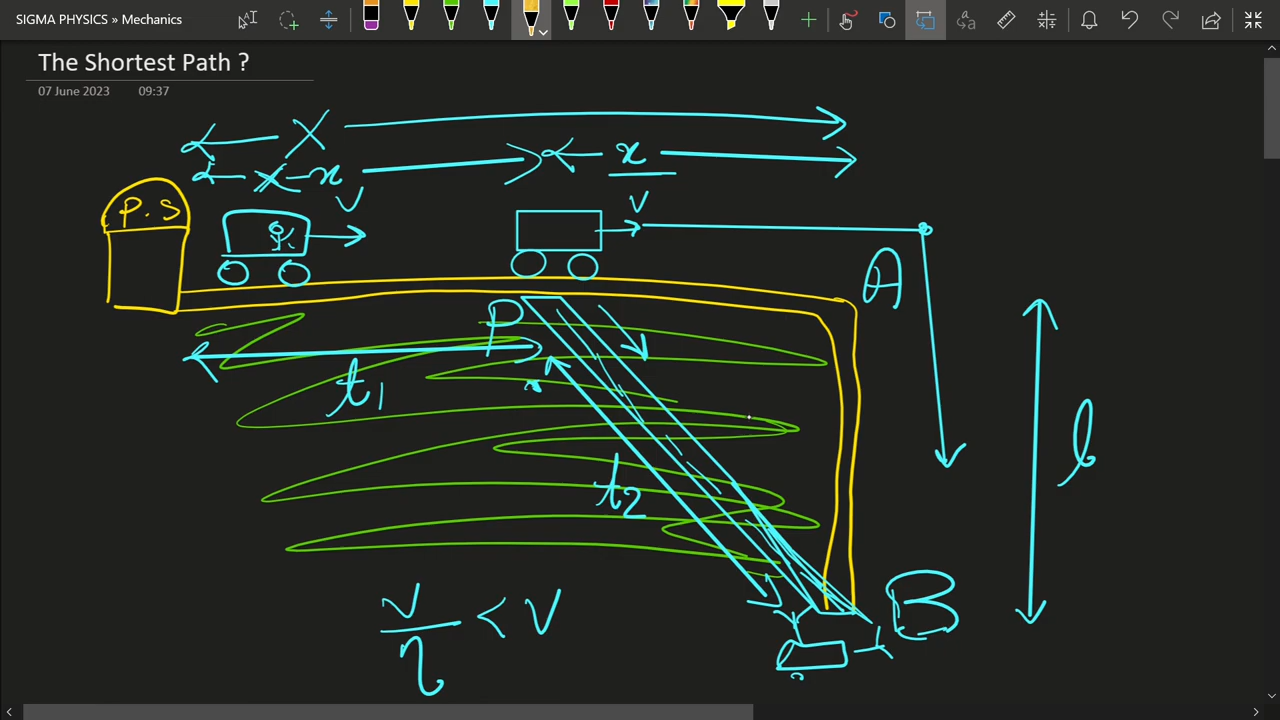 SIGMA PHYSICS » Mechanics
The Shortest Path ?
07 June 2023 09:37
X
X-x
x
V
V
P.S
A
P
t1
l
t2
B
v/η < v